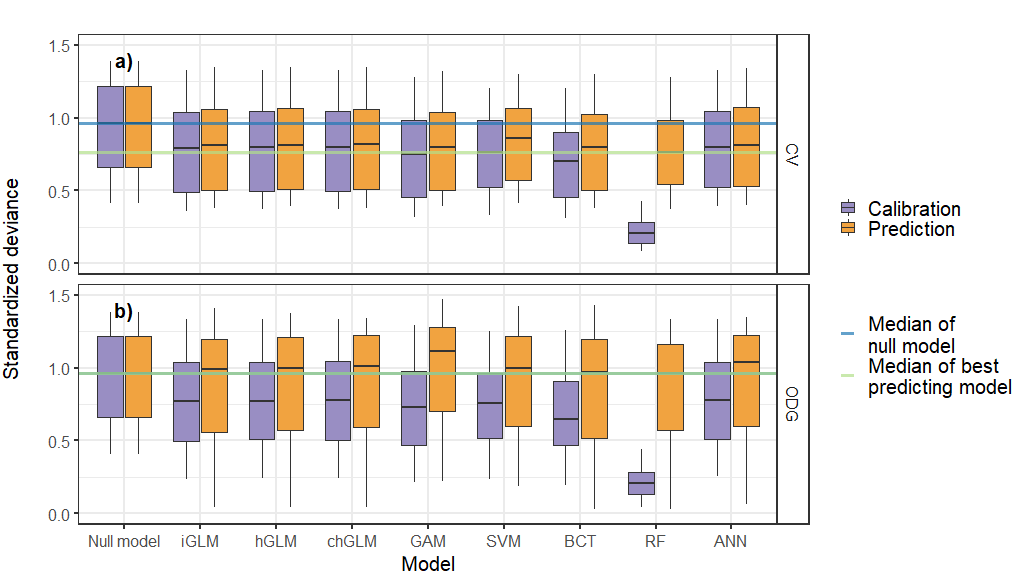 Standardized deviance
1.5
1.0
0.5
0.0
a)
CV
1.5
1.0
0.5
0.0
b)
ODG
Null model iGLM hGLM chGLM GAM SVM BCT RF ANN
Model
Calibration
Prediction
Median of
null model
Median of best
predicting model